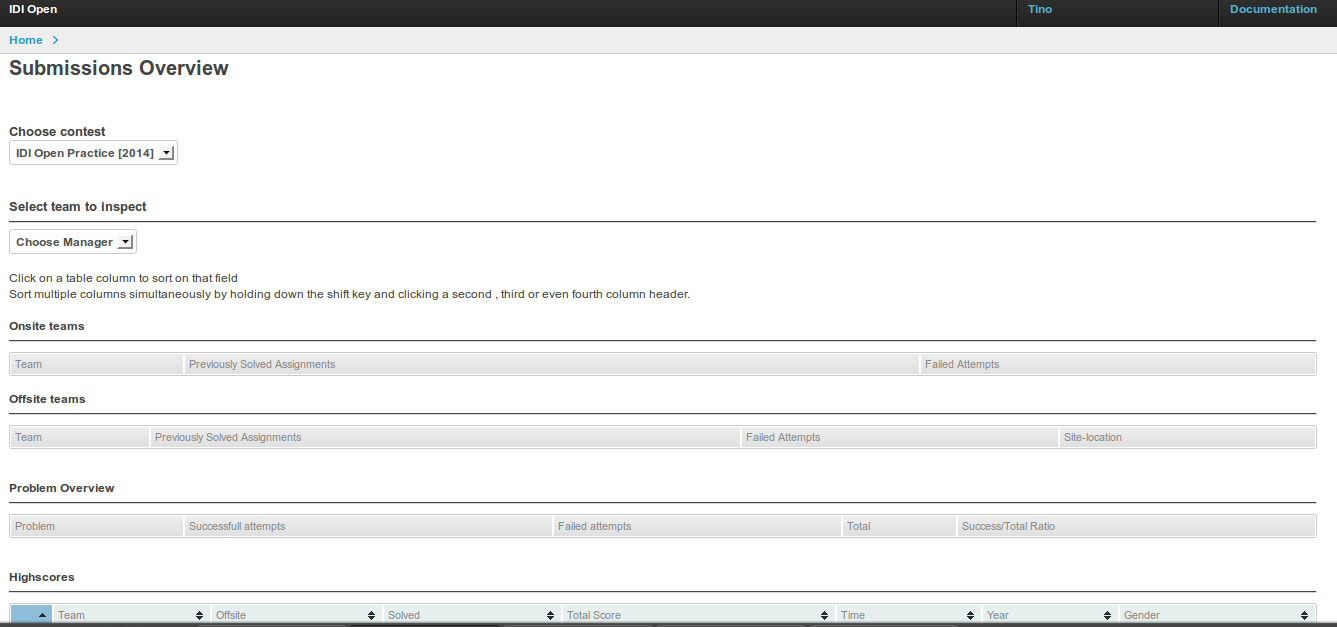 IDI Open Tino Documentation
Home
Submissions Overview
Choose contest
IDI Open Practice [2014]
Select team to inspect
Choose Manager
Click on a table column to sort on that field
Sort multiple columns simultaneously by holding down the shift key and clicking a second , third or even fourth column header.
Onsite teams
Team Previously Solved Assignments Failed Attempts
Offsite teams
Team Previously Solved Assignments Failed Attempts Site-location
Problem Overview
Problem Successfull attempts Failed attempts Total Success/Total Ratio
Highscores
Team Offsite Solved Total Score Time Year Gender